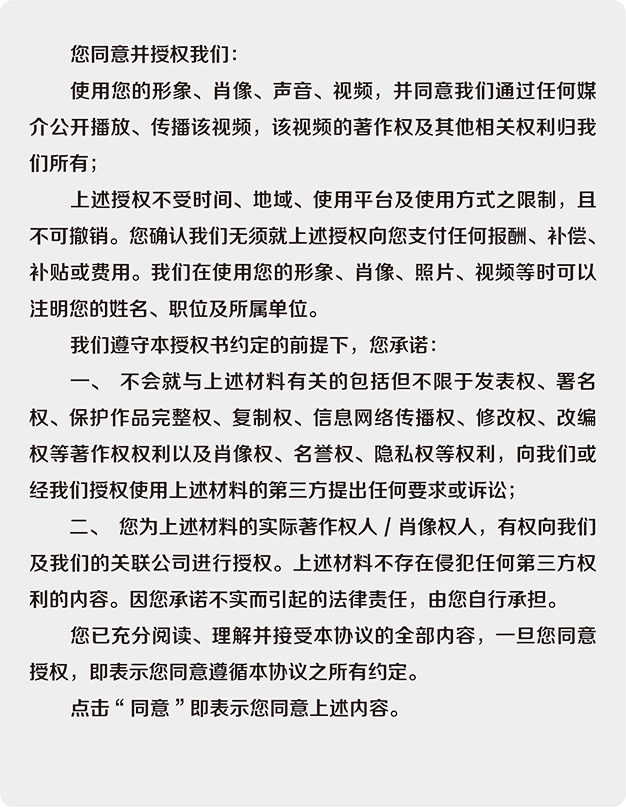 您同意并授权我们：
使用您的形象、肖像、声音、视频，并同意我们通过任何媒
介公开播放、传播该视频，该视频的著作权及其他相关权利归我
们所有；
上述授权不受时间、地域、使用平台及使用方式之限制，且
不可撤销。您确认我们无须就上述授权向您支付任何报酬、补偿、
补贴或费用。我们在使用您的形象、肖像、照片、视频等时可以
注明您的姓名、职位及所属单位。
我们遵守本授权书约定的前提下，您承诺：
一、 不会就与上述材料有关的包括但不限于发表权、署名
权、保护作品完整权、复制权、信息网络传播权、修改权、改编
权等著作权权利以及肖像权、名誉权、隐私权等权利，向我们或
经我们授权使用上述材料的第三方提出任何要求或诉讼；
二、 您为上述材料的实际著作权人 / 肖像权人，有权向我们
及我们的关联公司进行授权。上述材料不存在侵犯任何第三方权
利的内容。因您承诺不实而引起的法律责任，由您自行承担。
您已充分阅读、理解并接受本协议的全部内容，一旦您同意
授权，即表示您同意遵循本协议之所有约定。
点击 “ 同意 ” 即表示您同意上述内容。